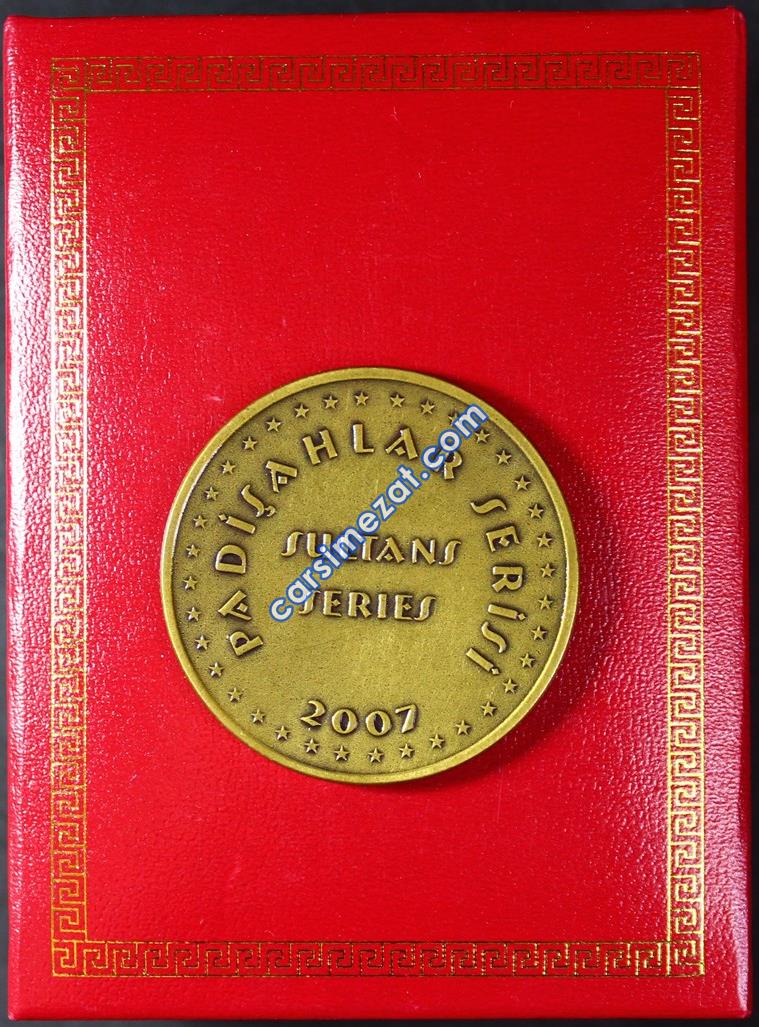 PADİŞAHLAR SERİSİ
SULTANS
SERIES
2007
carsimezat.com